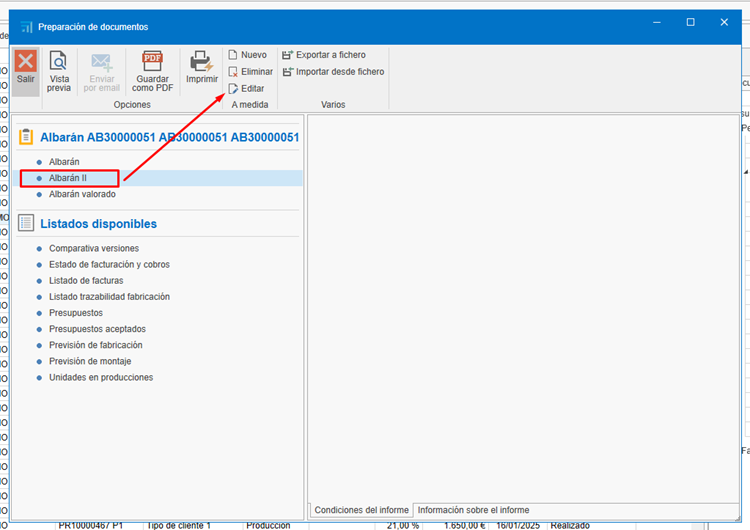 Preparación de documentos
Salir
Vista previa
Enviar por email
PDF
Guardar como PDF
Imprimir
Nuevo
Eliminar
Editar
Exportar a fichero
Importar desde fichero
Opciones
A medida
Varios
Albarán AB30000051 AB30000051 AB30000051
Albarán
Albarán II
Albarán valorado
Listados disponibles
Comparativa versiones
Estado de facturación y cobros
Listado de facturas
Listado trazabilidad fabricación
Presupuestos
Presupuestos aceptados
Previsión de fabricación
Previsión de montaje
Unidades en producciones
Condiciones del informe
Información sobre el informe
PR10000467 P1 Tipo de cliente 1 Producción 21,00 % 1.650,00 € 16/01/2025 Realizado